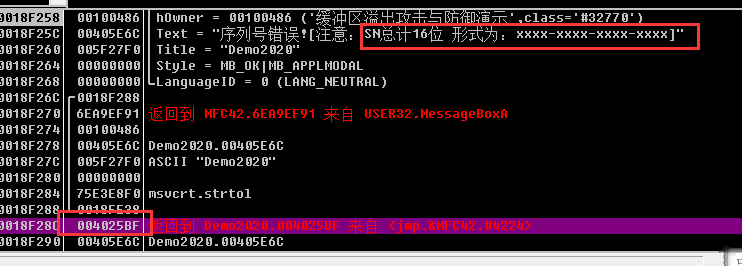 0018F258 00100486 hOwner = 00100486 ('缓冲区溢出攻击与防御演示',class='#32770')
0018F25C 00405E6C Text = "序列号错误![注意: SN总计16位 形式为: xxxx-xxxx-xxxx-xxxx]"
0018F260 005F27F0 Title = "Demo2020"
0018F264 00000000 Style = MB_OK|MB_APPLMODAL
0018F268 00000000 LanguageID = 0 (LANG_NEUTRAL)
0018F26C 0018F288
0018F270 6EA9EF91 返回到 MFC42.6EA9EF91 来自 USER32.MessageBoxA
0018F274 00100486
0018F278 00405E6C Demo2020.00405E6C
0018F27C 005F27F0 ASCII "Demo2020"
0018F280 00000000
0018F284 75E3E8F0 msvcrt.strtol
0018F288
0018F28C 004025BF 返回到 Demo2020.004025BF 来自 <jmp.&MFC42.#4224>
0018F290 00405E6C Demo2020.00405E6C